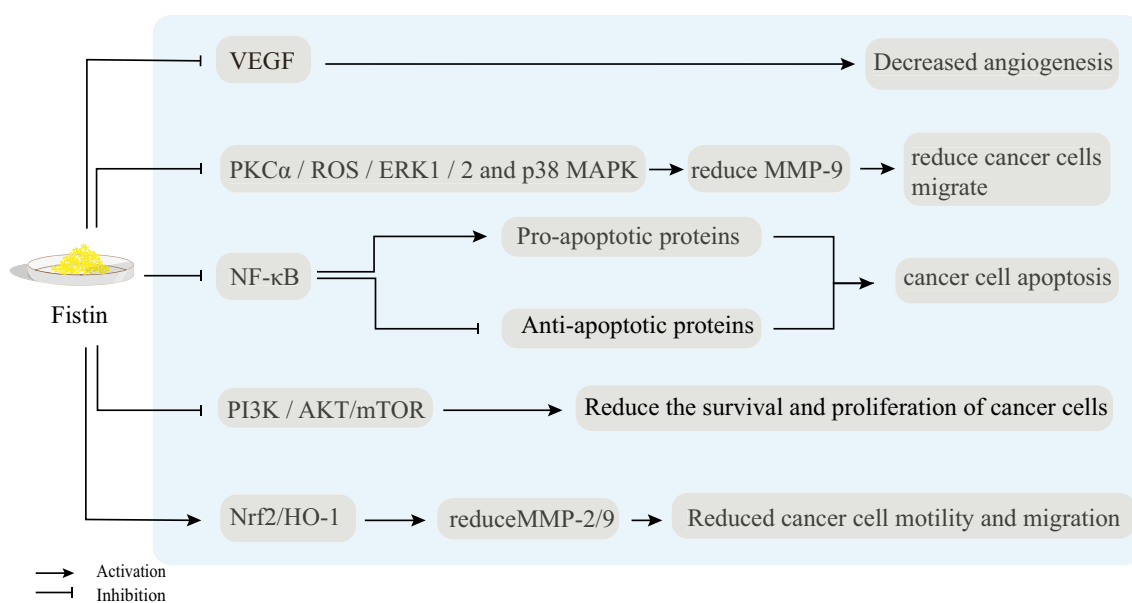 VEGF
Decreased angiogenesis
PKCα / ROS / ERK1 / 2 and p38 MAPK
reduce MMP-9
reduce cancer cells
migrate
Pro-apoptotic proteins
NF-κB
cancer cell apoptosis
Fistin
Anti-apoptotic proteins
PI3K / AKT/mTOR
Reduce the survival and proliferation of cancer cells
Nrf2/HO-1
reduceMMP-2/9
Reduced cancer cell motility and migration
Activation
Inhibition